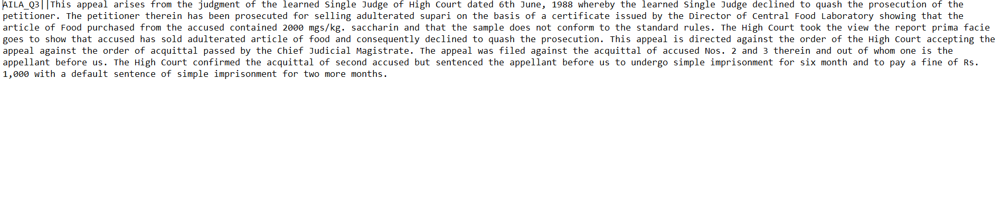 AILA_Q3||This appeal arises from the judgment of the learned Single Judge of High Court dated 6th June, 1988 whereby the learned Single Judge declined to quash the prosecution of the
petitioner. The petitioner therein has been prosecuted for selling adulterated supari on the basis of a certificate issued by the Director of Central Food Laboratory showing that the
article of Food purchased from the accused contained 2000 mgs/kg. saccharin and that the sample does not conform to the standard rules. The High Court took the view the report prima facie
goes to show that accused has sold adulterated article of food and consequently declined to quash the prosecution. This appeal is directed against the order of the High Court accepting the
appeal against the order of acquittal passed by the Chief Judicial Magistrate. The appeal was filed against the acquittal of accused Nos. 2 and 3 therein and out of whom one is the
appellant before us. The High Court confirmed the acquittal of second accused but sentenced the appellant before us to undergo simple imprisonment for six month and to pay a fine of Rs.
1,000 with a default sentence of simple imprisonment for two more months.